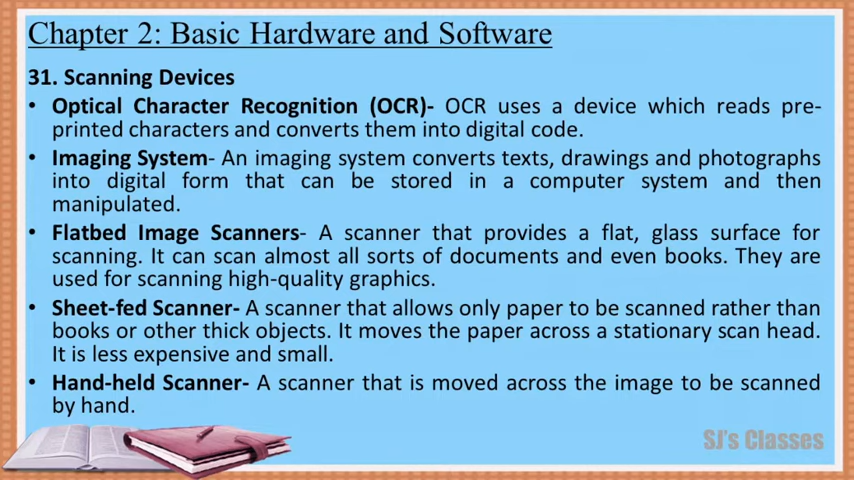 Chapter 2: Basic Hardware and Software
31. Scanning Devices
• Optical Character Recognition (OCR)- OCR uses a device which reads pre-
printed characters and converts them into digital code.
• Imaging System- An imaging system converts texts, drawings and photographs
into digital form that can be stored in a computer system and then
manipulated.
• Flatbed Image Scanners- A scanner that provides a flat, glass surface for
scanning. It can scan almost all sorts of documents and even books. They are
used for scanning high-quality graphics.
• Sheet-fed Scanner- A scanner that allows only paper to be scanned rather than
books or other thick objects. It moves the paper across a stationary scan head.
It is less expensive and small.
• Hand-held Scanner- A scanner that is moved across the image to be scanned
by hand.
SJ's Classes